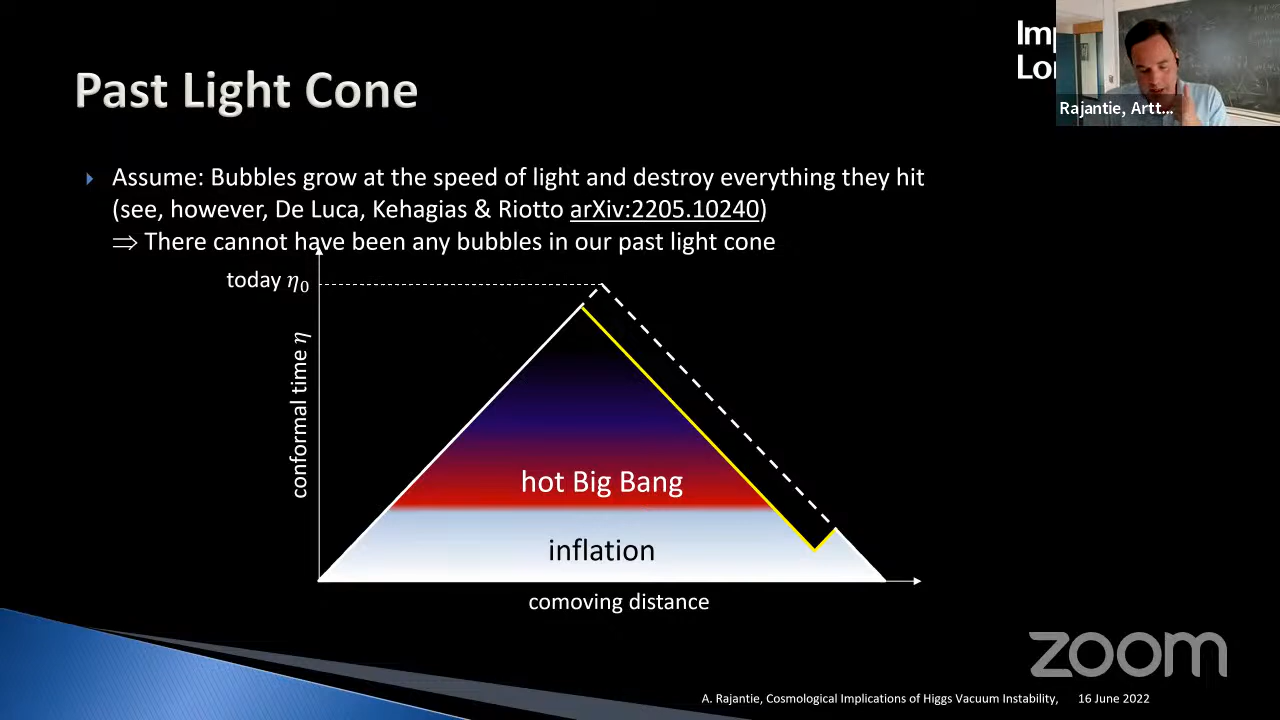 Past Light Cone
Rajantie, Artt...
Assume: Bubbles grow at the speed of light and destroy everything they hit
(see, however, De Luca, Kehagias & Riotto arXiv:2205.10240)
⇒ There cannot have been any bubbles in our past light cone
today η₀
conformal time η
hot Big Bang
inflation
comoving distance
zoom
A. Rajantie, Cosmological Implications of Higgs Vacuum Instability, 16 June 2022